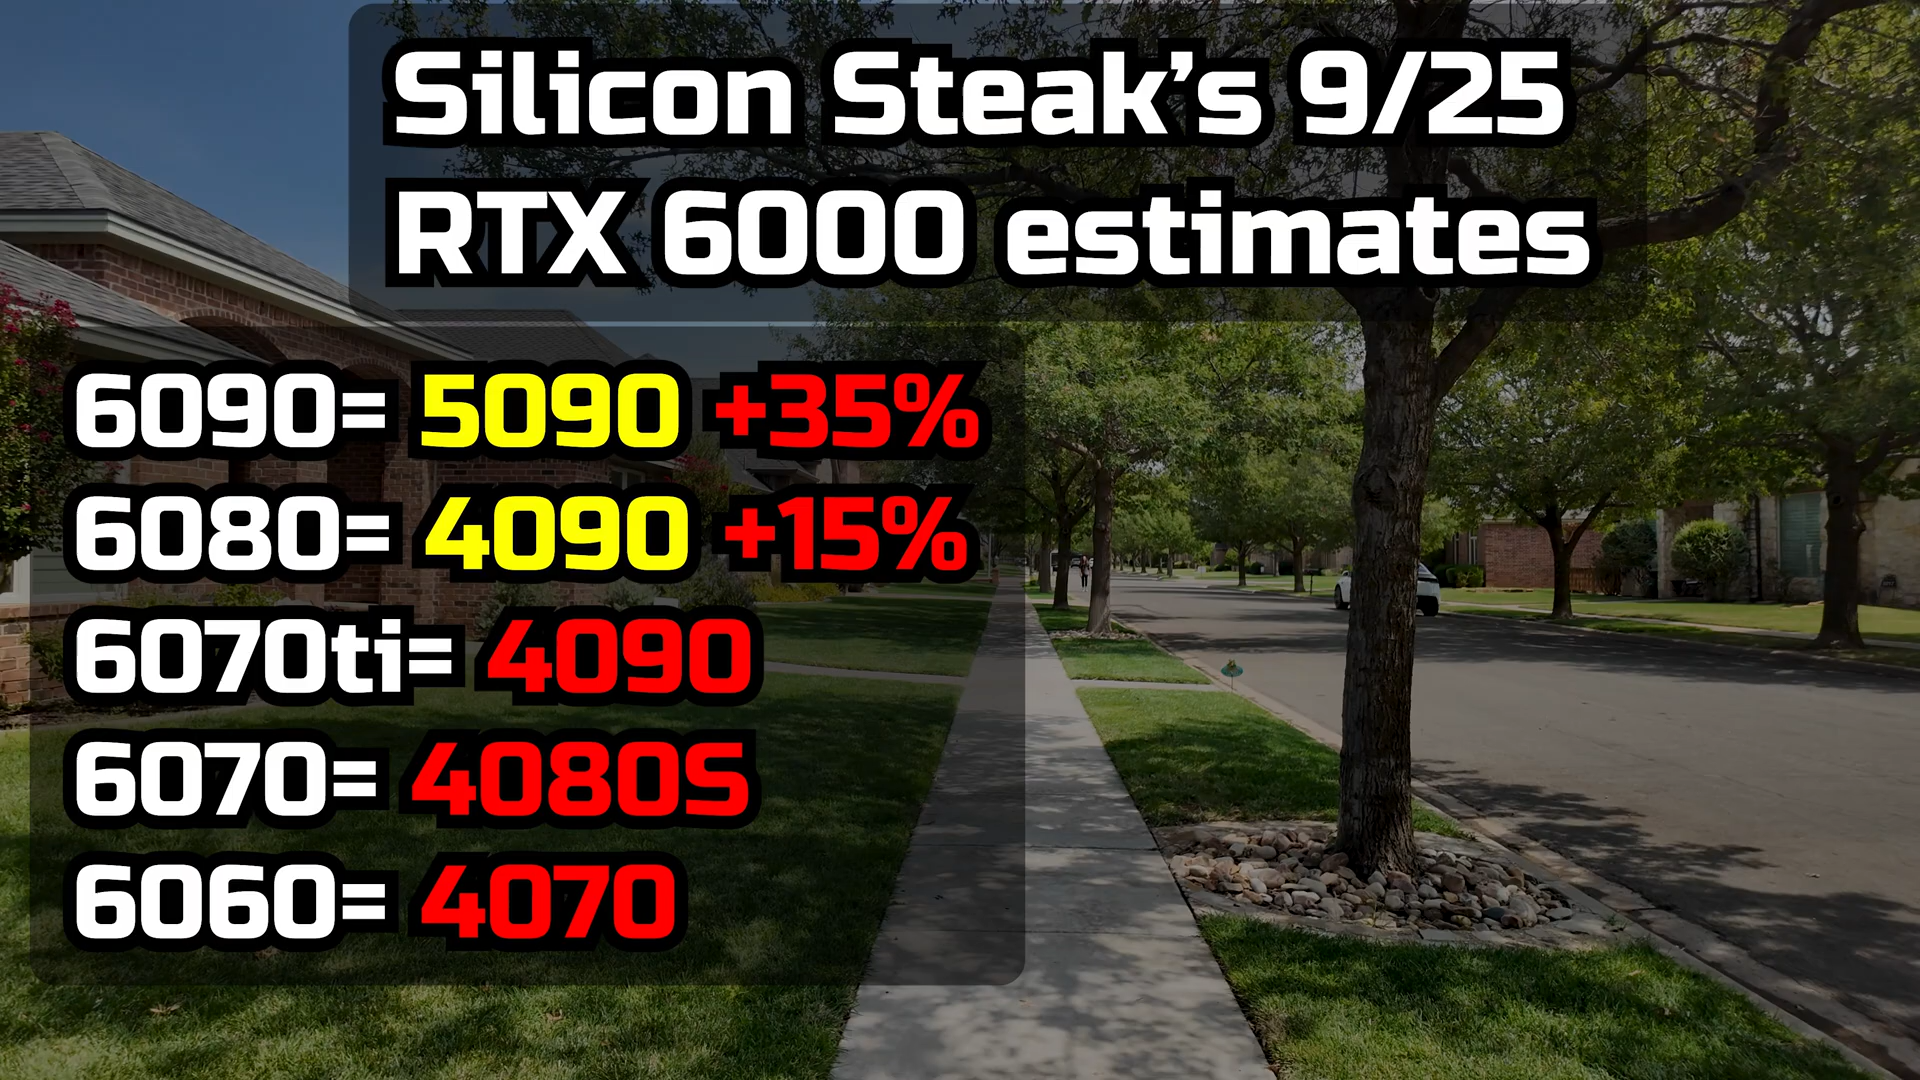 Silicon Steak’s 9/25
RTX 6000 estimates
6090= 5090 +35%
6080= 4090 +15%
6070ti= 4090
6070= 4080S
6060= 4070